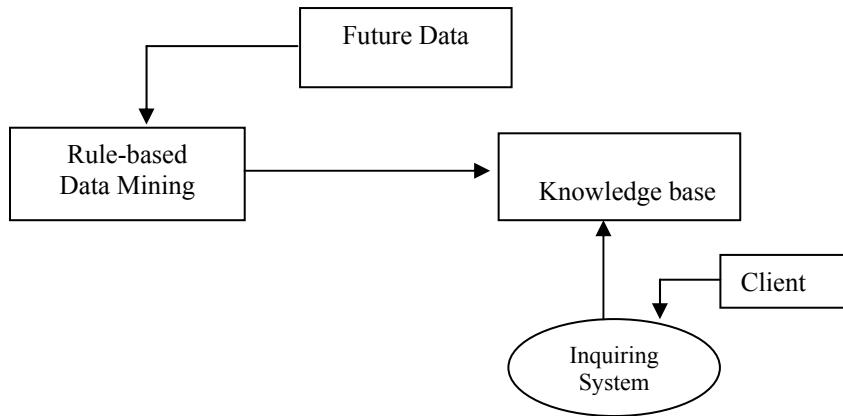 Future Data
Rule-based
Data Mining
Knowledge base
Client
Inquiring
System